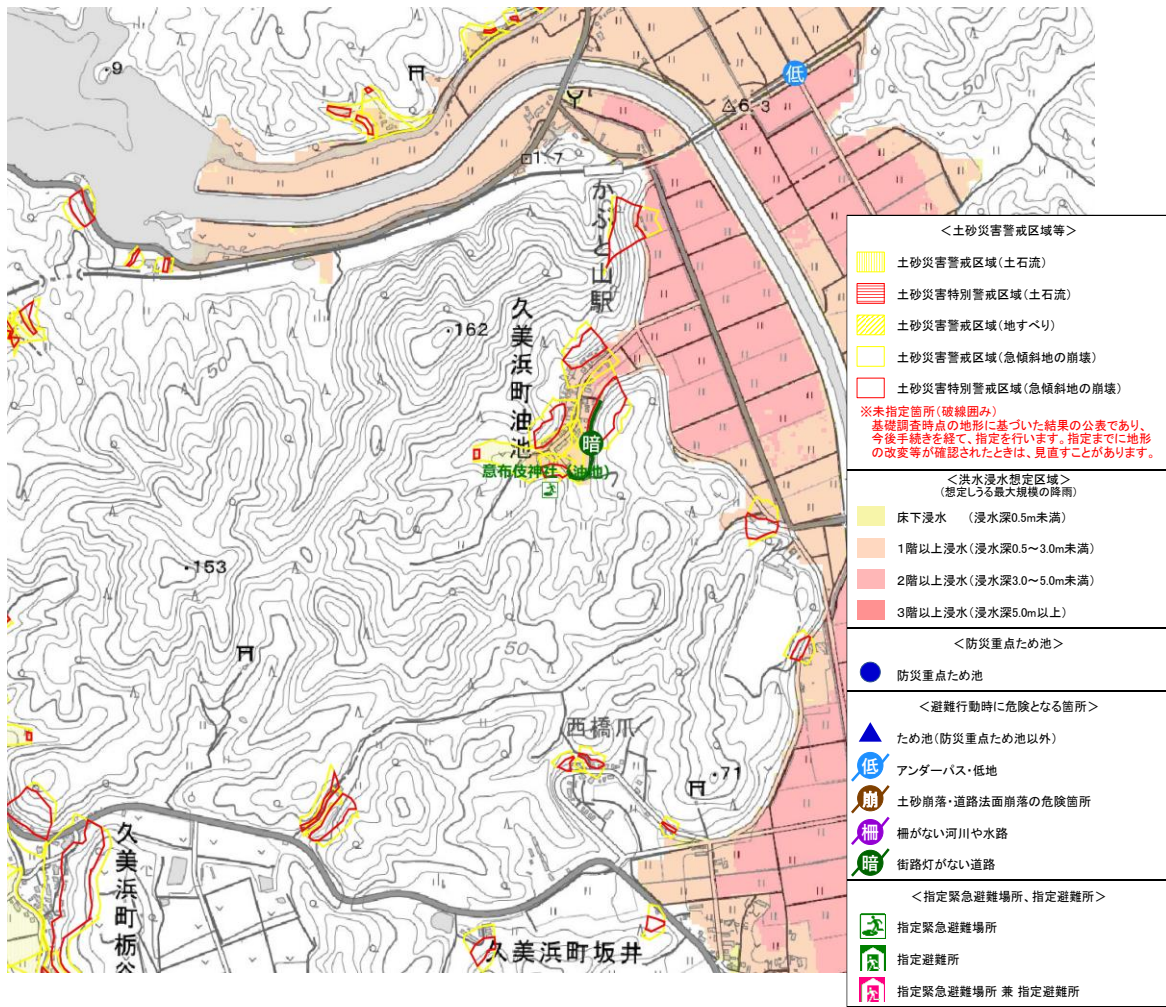 9
50
低
6・3
1・7
かぶと山駅
162
久美浜町油池
50
暗
意布伎神社（油池）
153
50
西橋爪
71
久美浜町栃谷
久美浜町坂井
＜土砂災害警戒区域等＞
土砂災害警戒区域(土石流)
土砂災害特別警戒区域(土石流)
土砂災害警戒区域(地すべり)
土砂災害警戒区域(急傾斜地の崩壊)
土砂災害特別警戒区域(急傾斜地の崩壊)
※未指定箇所(破線囲み)
基礎調査時点の地形に基づいた結果の公表であり、
今後手続きを経て、指定を行います。指定までに地形
の改変等が確認されたときは、見直すことがあります。
＜洪水浸水想定区域＞
(想定しうる最大規模の降雨)
床下浸水　(浸水深0.5m未満)
1階以上浸水(浸水深0.5～3.0m未満)
2階以上浸水(浸水深3.0～5.0m未満)
3階以上浸水(浸水深5.0m以上)
＜防災重点ため池＞
防災重点ため池
＜避難行動時に危険となる箇所＞
ため池(防災重点ため池以外)
低 アンダーパス・低地
崩 土砂崩落・道路法面崩落の危険箇所
柵 柵がない河川や水路
暗 街路灯がない道路
＜指定緊急避難場所、指定避難所＞
指定緊急避難場所
指定避難所
指定緊急避難場所 兼 指定避難所